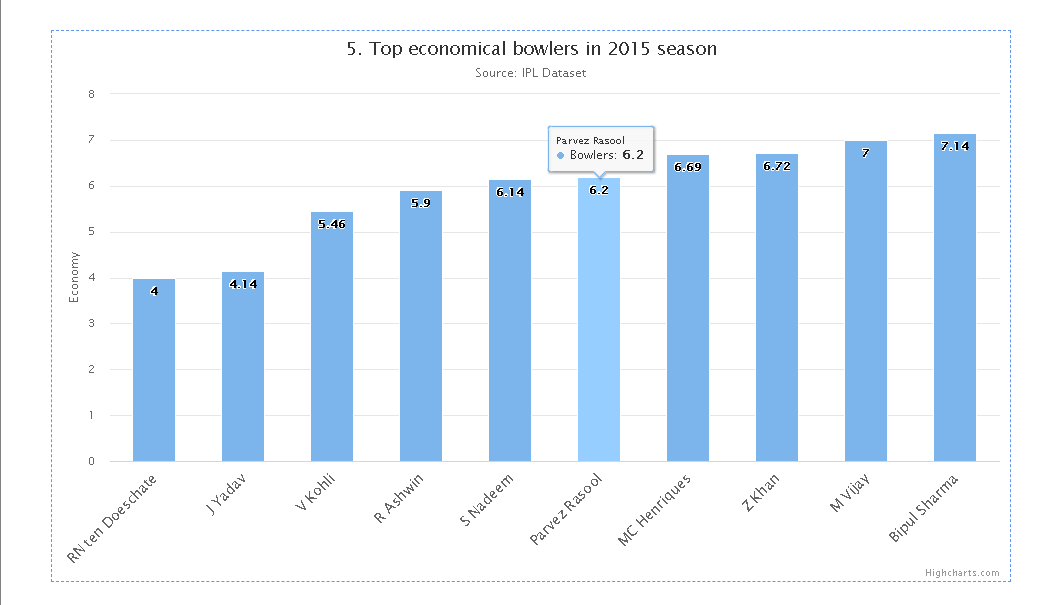 5. Top economical bowlers in 2015 season
Source: IPL Dataset
8
7
6
5
4
3
2
1
0
Economy
Parvez Rasool
● Bowlers: 6.2
4
4.14
5.46
5.9
6.14
6.2
6.69
6.72
7
7.14
RN ten Doeschate
J Yadav
V Kohli
R Ashwin
S Nadeem
Parvez Rasool
MC Henriques
Z Khan
M Vijay
Bipul Sharma
Highcharts.com